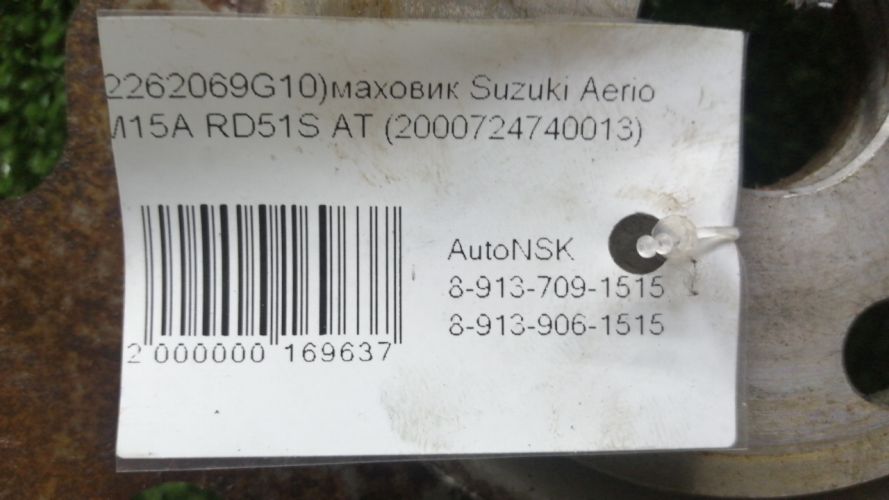 2262069G10)маховик Suzuki Aerio
M15A RD51S AT (2000724740013)
AutoNSK
8-913-709-1515
8-913-906-1515
2 000000 169637